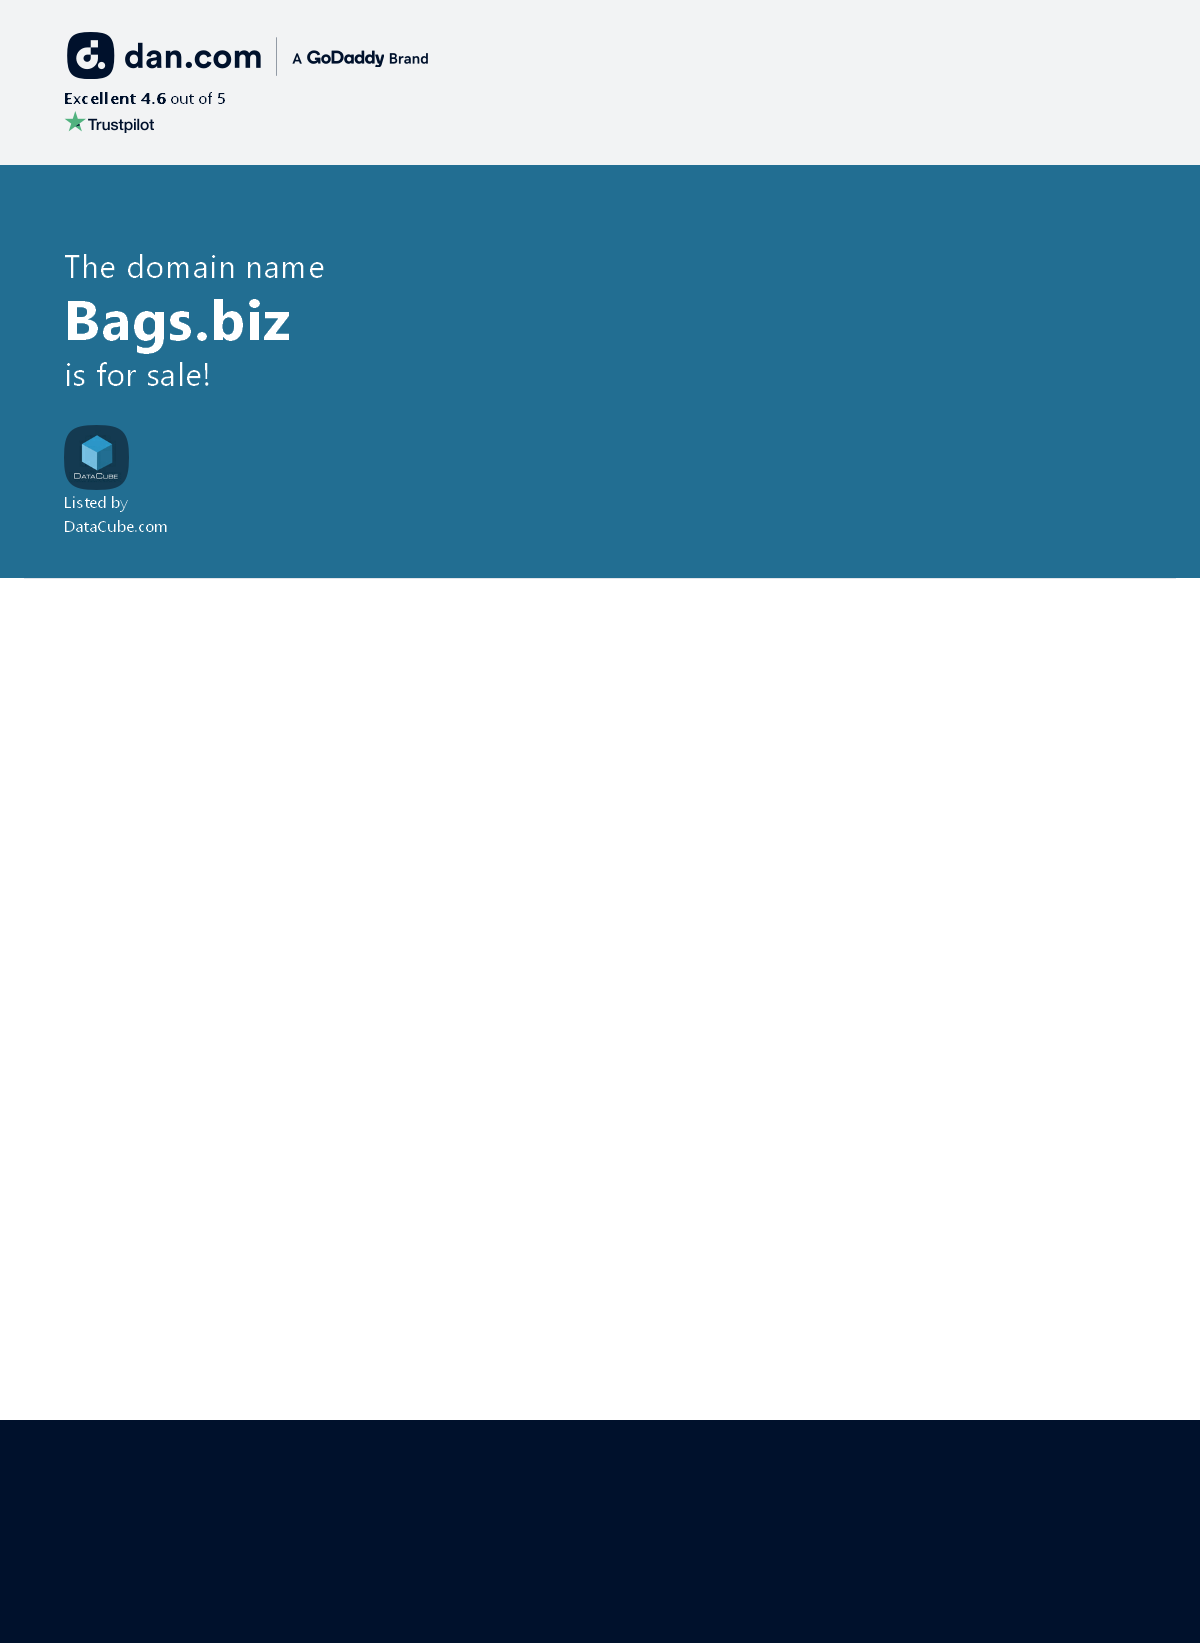 dan.com
A GoDaddy Brand
Excellent 4.6 out of 5
Trustpilot
The domain name
Bags.biz
is for sale!
DATACUBE
Listed by
DataCube.com